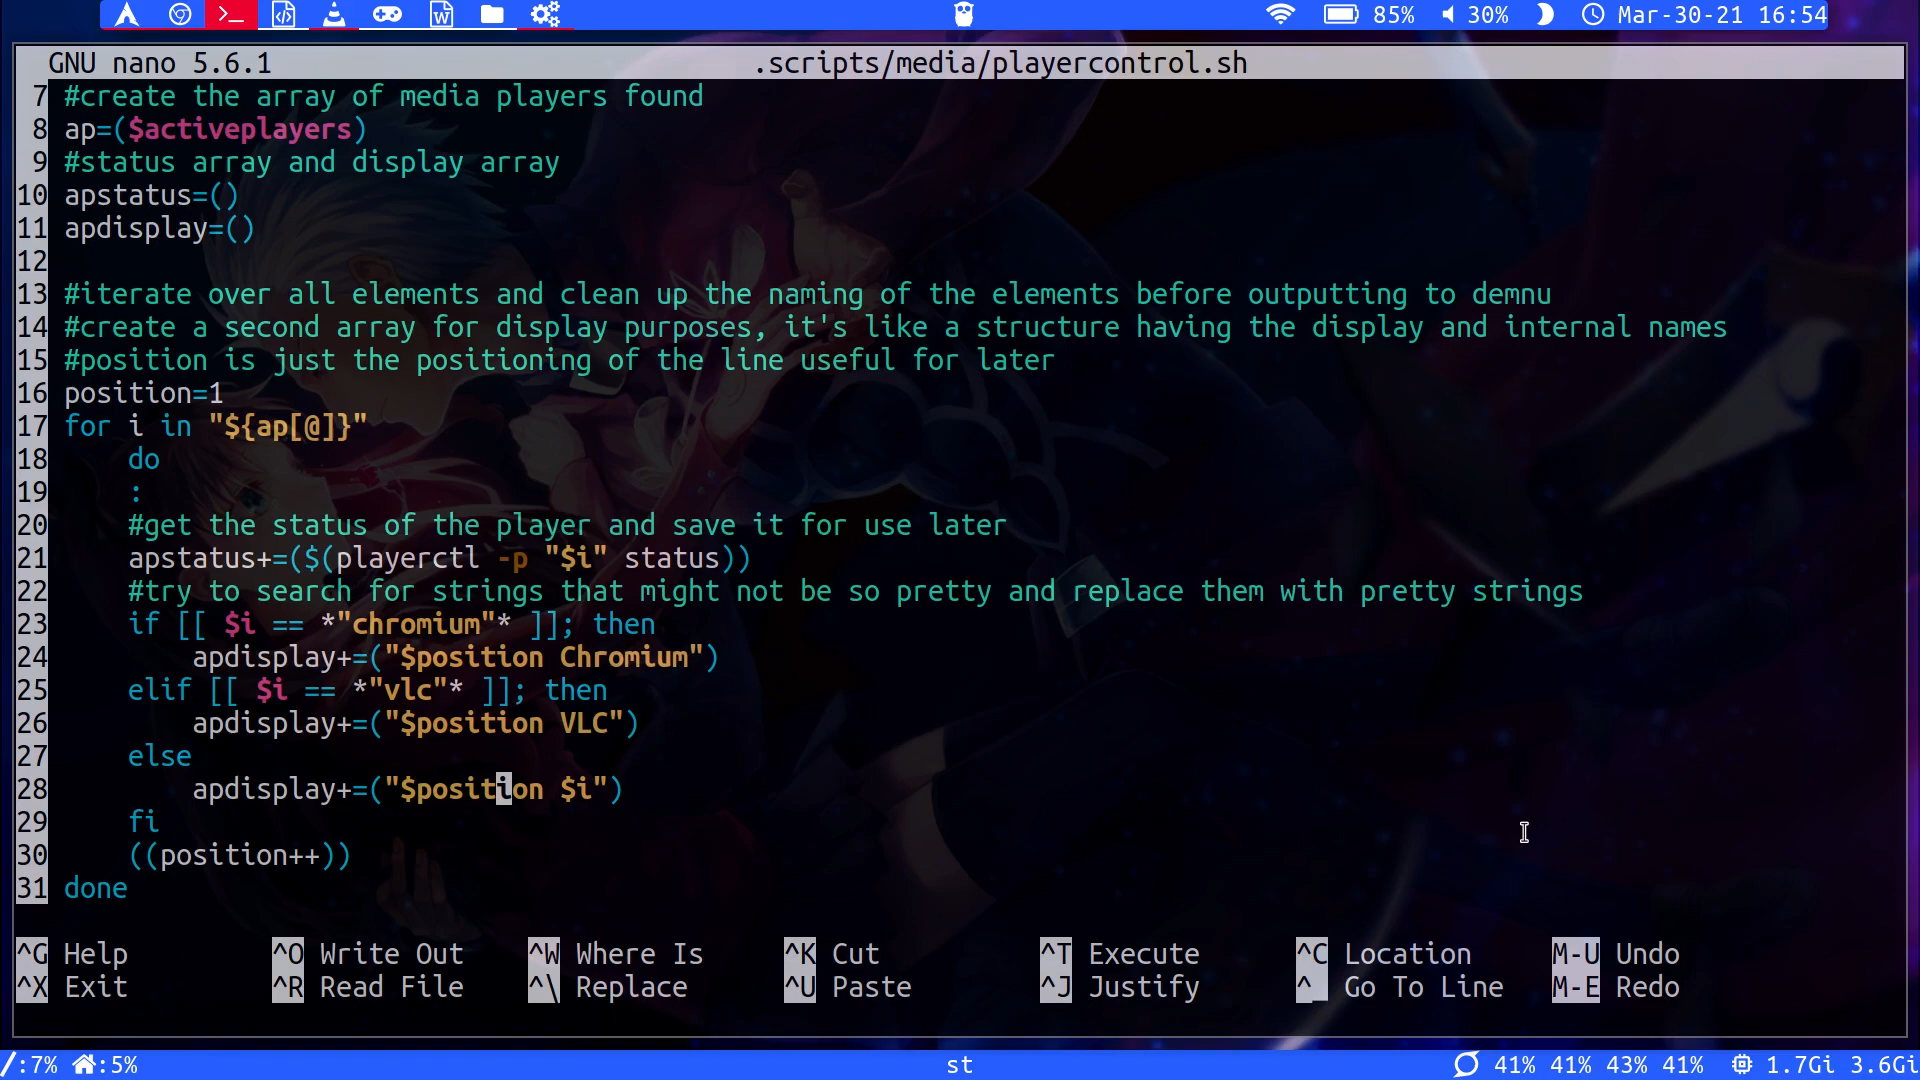 85% 30% Mar-30-21 16:54
GNU nano 5.6.1 .scripts/media/playercontrol.sh
7 #create the array of media players found
8 ap=($activeplayers)
9 #status array and display array
10 apstatus=()
11 apdisplay=()
12
13 #iterate over all elements and clean up the naming of the elements before outputting to demnu
14 #create a second array for display purposes, it's like a structure having the display and internal names
15 #position is just the positioning of the line useful for later
16 position=1
17 for i in "${ap[@]}"
18 do
19 :
20 #get the status of the player and save it for use later
21 apstatus+=($(playerctl -p "$i" status))
22 #try to search for strings that might not be so pretty and replace them with pretty strings
23 if [[ $i == *"chromium"* ]]; then
24 apdisplay+=("$position Chromium")
25 elif [[ $i == *"vlc"* ]]; then
26 apdisplay+=("$position VLC")
27 else
28 apdisplay+=("$position $i")
29 fi
30 ((position++))
31 done
^G Help ^O Write Out ^W Where Is ^K Cut ^T Execute ^C Location M-U Undo
^X Exit ^R Read File ^\ Replace ^U Paste ^J Justify ^_ Go To Line M-E Redo
/:7% :5% st 41% 41% 43% 41% 1.7Gi 3.6Gi